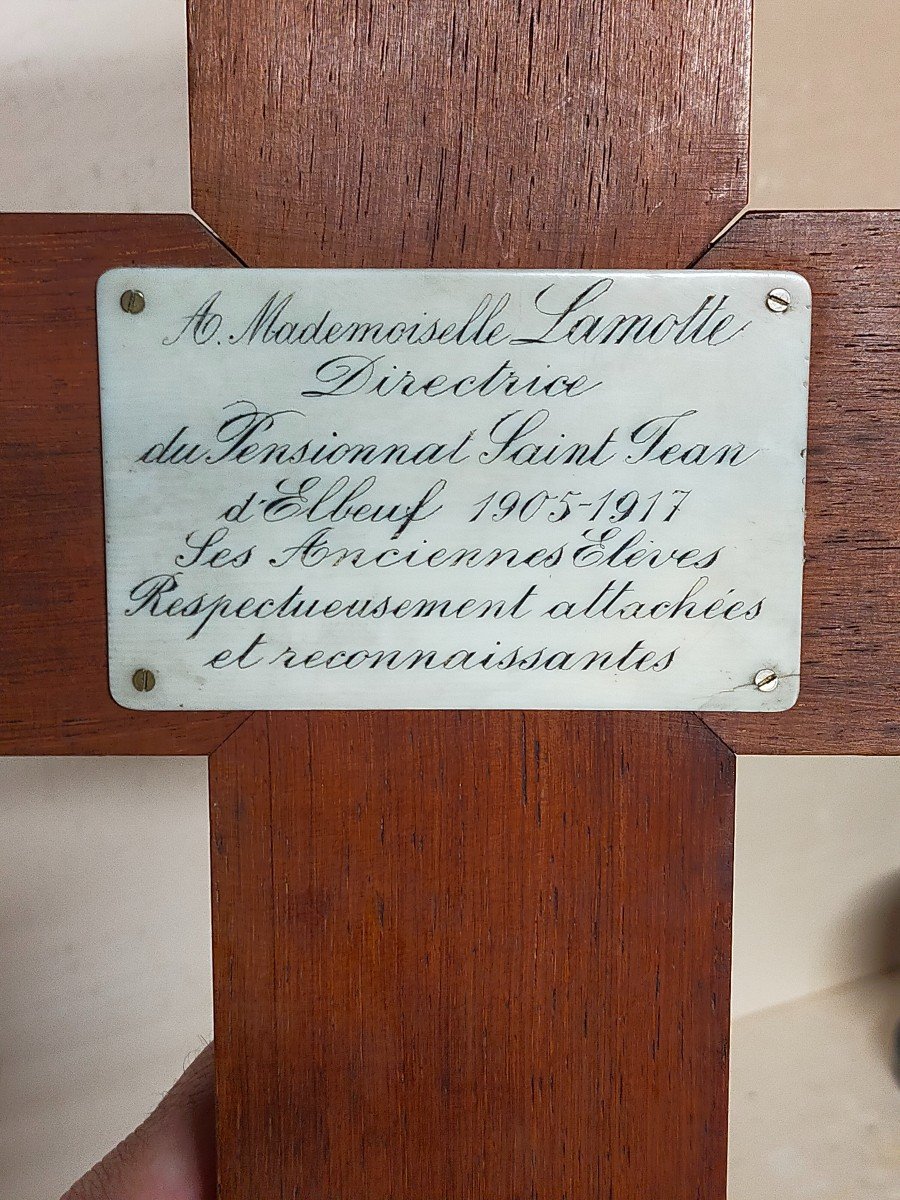 A. Mademoiselle Lamotte
Directrice
du Pensionnat Saint Jean
d'Elbeuf 1905-1917
Ses Anciennes Elèves
Respectueusement attachées
et reconnaissantes